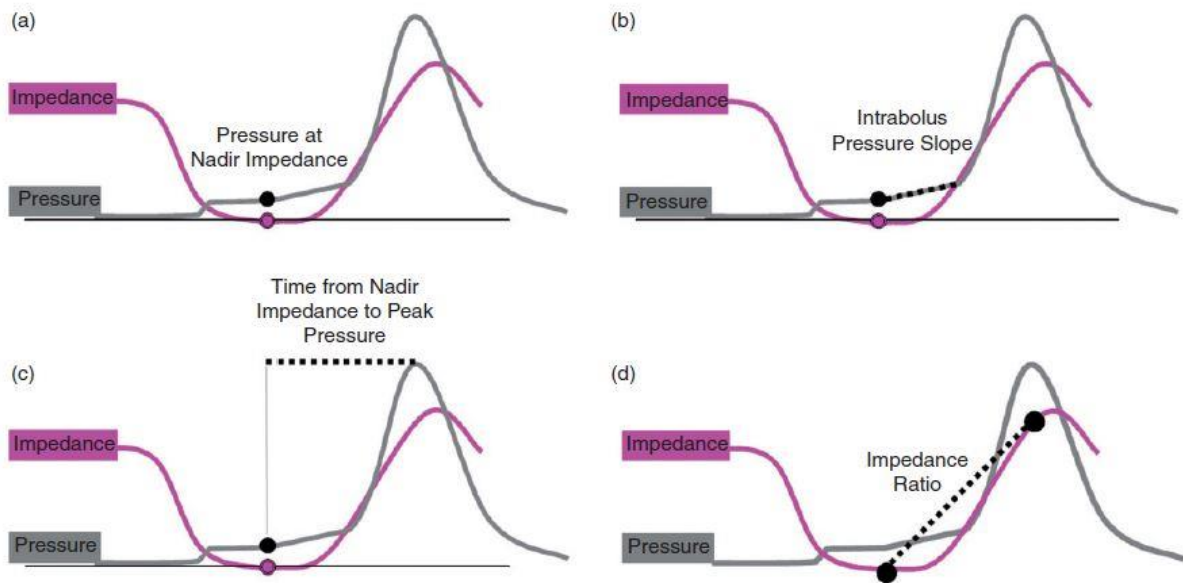 (a)
Impedance
Pressure at
Nadir Impedance
Pressure
(b)
Impedance
Intrabolus
Pressure Slope
Pressure
(c)
Time from Nadir
Impedance to Peak
Pressure
Impedance
Pressure
(d)
Impedance
Impedance
Ratio
Pressure